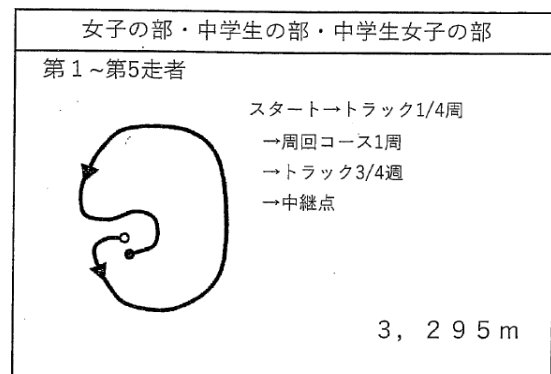 女子の部・中学生の部・中学生女子の部
第１~第5走者
スタート→トラック1/4周
→周回コース1周
→トラック3/4週
→中継点
３，２９５ｍ